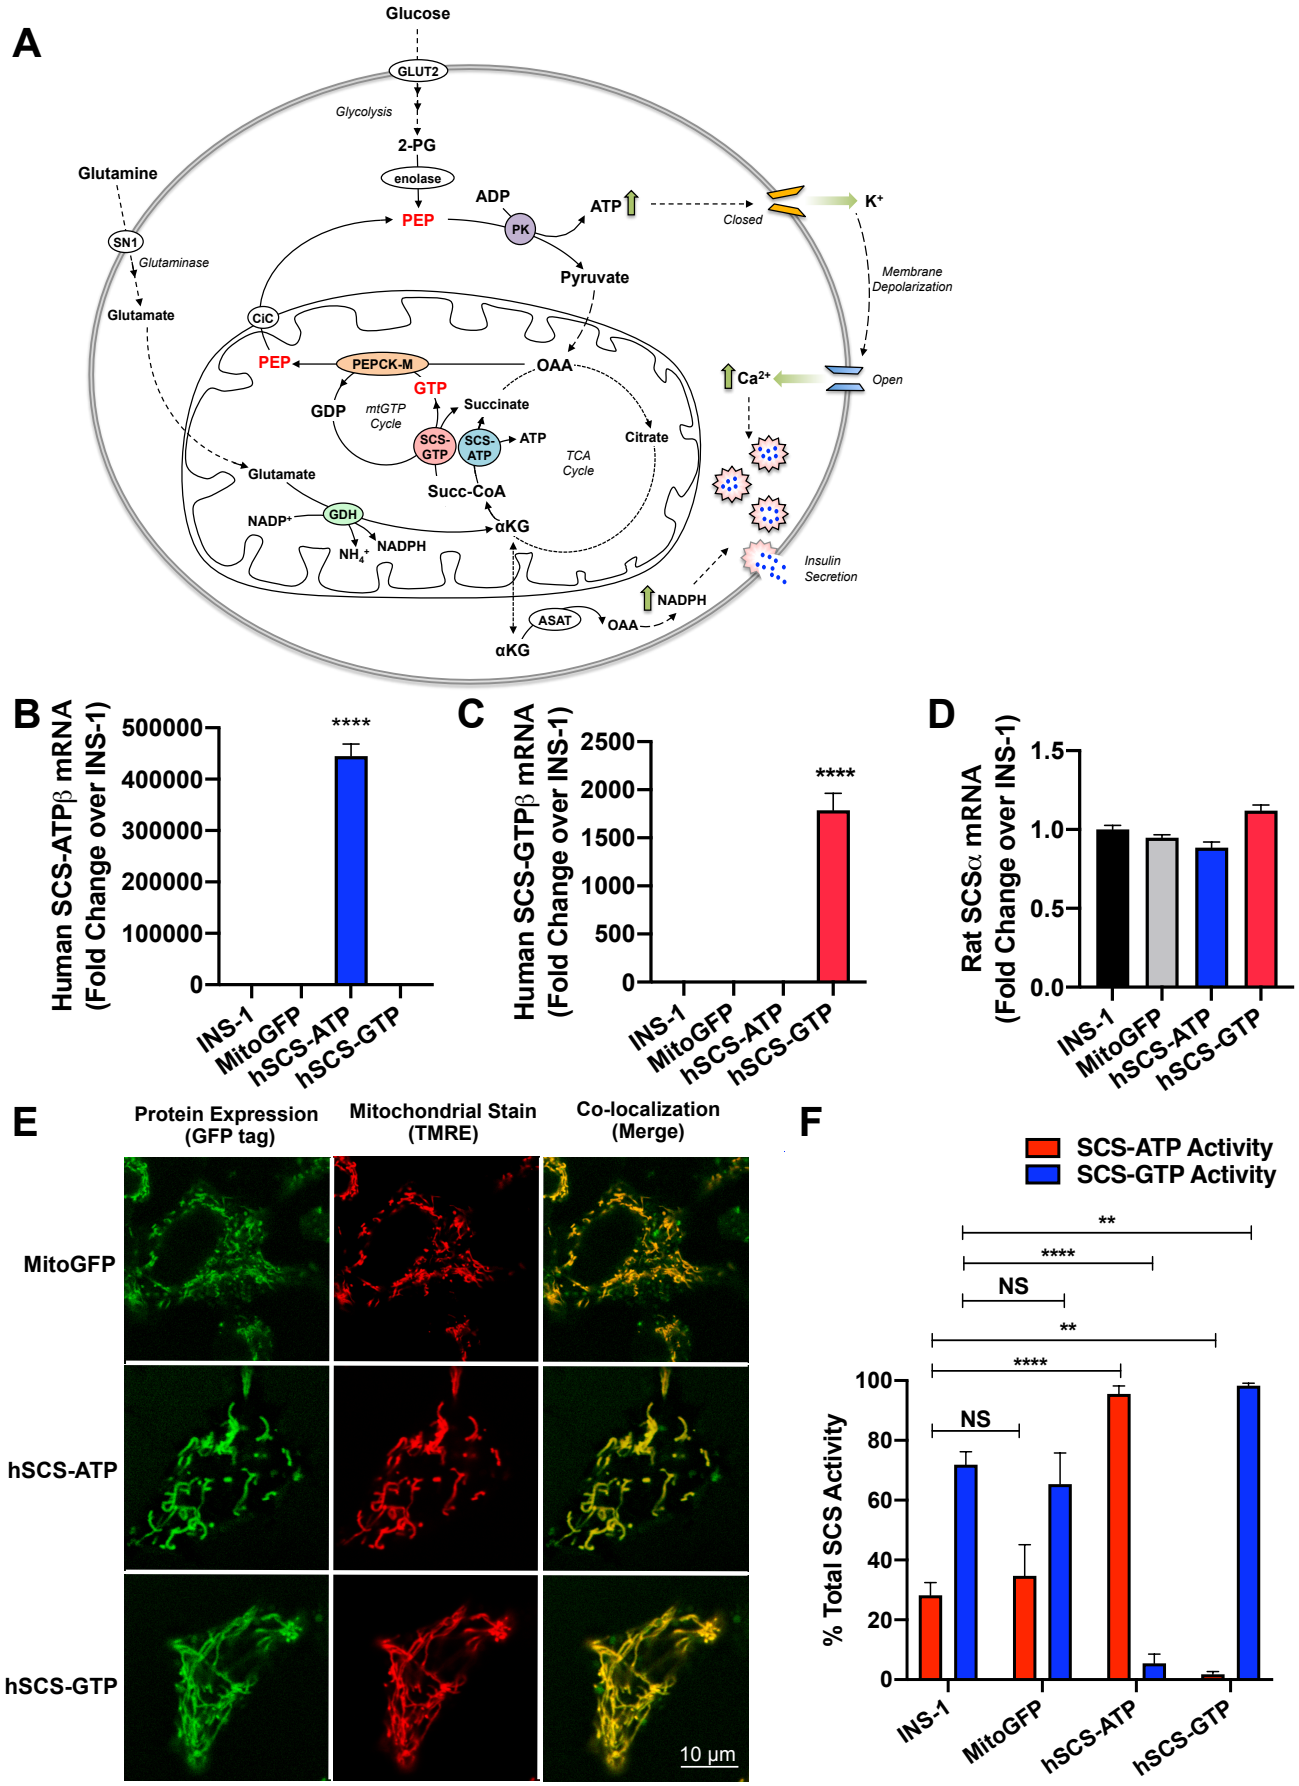 A
Glucose
GLUT2
Glycolysis
2-PG
enolase
Glutamine
ADP
ATP
PEP
PK
Closed
K⁺
SN1
Glutaminase
Pyruvate
Membrane
Depolarization
Glutamate
CiC
PEP
PEPCK-M
OAA
Ca²⁺
Open
GTP
GDP
mtGTP
Cycle
Succinate
SCS-
GTP
SCS-
ATP
ATP
Citrate
TCA
Cycle
Glutamate
Succ-CoA
NADP⁺
GDH
αKG
NH₄⁺
NADPH
Insulin
Secretion
NADPH
ASAT
OAA
αKG
B
Human SCS-ATPβ mRNA
(Fold Change over INS-1)
500000
400000
300000
200000
100000
0
****
INS-1
MitoGFP
hSCS-ATP
hSCS-GTP
C
Human SCS-GTPβ mRNA
(Fold Change over INS-1)
2500
2000
1500
1000
500
0
****
INS-1
MitoGFP
hSCS-ATP
hSCS-GTP
D
Rat SCSα mRNA
(Fold Change over INS-1)
1.5
1.0
0.5
0.0
INS-1
MitoGFP
hSCS-ATP
hSCS-GTP
E
Protein Expression
(GFP tag)
Mitochondrial Stain
(TMRE)
Co-localization
(Merge)
MitoGFP
hSCS-ATP
hSCS-GTP
10 µm
F
SCS-ATP Activity
SCS-GTP Activity
**
****
NS
**
****
NS
% Total SCS Activity
100
80
60
40
20
0
INS-1
MitoGFP
hSCS-ATP
hSCS-GTP